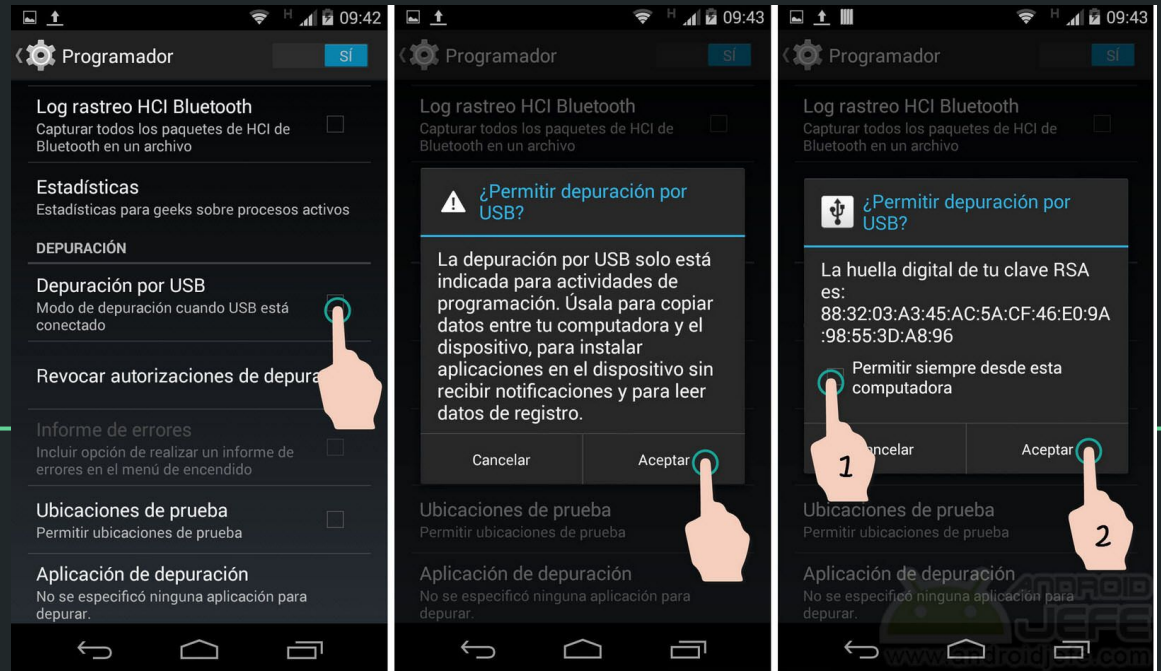 H 09:42
Programador
SÍ
Log rastreo HCI Bluetooth
Capturar todos los paquetes de HCI de
Bluetooth en un archivo
Estadísticas
Estadísticas para geeks sobre procesos activos
DEPURACIÓN
Depuración por USB
Modo de depuración cuando USB está
conectado
Revocar autorizaciones de depura
Informe de errores
Incluir opción de realizar un informe de
errores en el menú de encendido
Ubicaciones de prueba
Permitir ubicaciones de prueba
Aplicación de depuración
No se especificó ninguna aplicación para
depurar.
H 09:43
Programador
SÍ
Log rastreo HCI Bluetooth
Capturar todos los paquetes de HCI de
Bluetooth en un archivo
¿Permitir depuración por
USB?
La depuración por USB solo está
indicada para actividades de
programación. Úsala para copiar
datos entre tu computadora y el
dispositivo, para instalar
aplicaciones en el dispositivo sin
recibir notificaciones y para leer
datos de registro.
Cancelar Aceptar
Ubicaciones de prueba
Permitir ubicaciones de prueba
Aplicación de depuración
No se especificó ninguna aplicación para
depurar.
H 09:43
Programador
SÍ
Log rastreo HCI Bluetooth
Capturar todos los paquetes de HCI de
Bluetooth en un archivo
¿Permitir depuración por
USB?
La huella digital de tu clave RSA
es:
88:32:03:A3:45:AC:5A:CF:46:E0:9A
:98:55:3D:A8:96
Permitir siempre desde esta
computadora
ncelar Aceptar
1
2
Ubicaciones de prueba
Permitir ubicaciones de prueba
Aplicación de depuración
No se especificó ninguna aplicación para
depurar.
ANDROID
JEFE
www.androidjefe.com